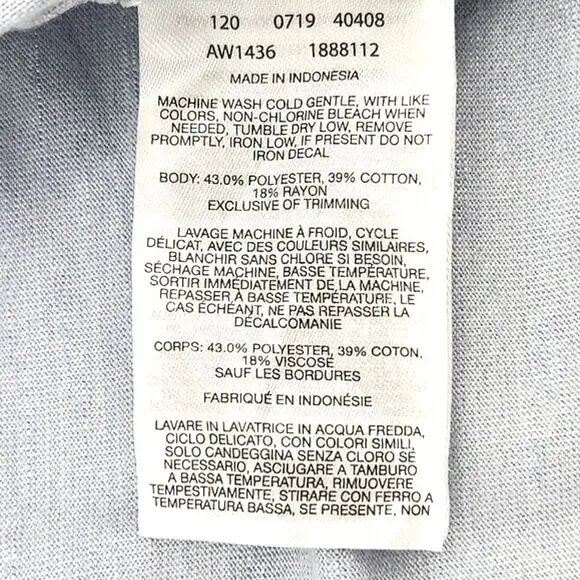 120 0719 40408
AW1436 1888112
MADE IN INDONESIA
MACHINE WASH COLD GENTLE, WITH LIKE
COLORS, NON-CHLORINE BLEACH WHEN
NEEDED, TUMBLE DRY LOW, REMOVE
PROMPTLY, IRON LOW, IF PRESENT DO NOT
IRON DECAL
BODY: 43.0% POLYESTER, 39% COTTON,
18% RAYON
EXCLUSIVE OF TRIMMING
LAVAGE MACHINE À FROID, CYCLE
DÉLICAT, AVEC DES COULEURS SIMILAIRES,
BLANCHIR SANS CHLORE SI BESOIN,
SÉCHAGE MACHINE, BASSE TEMPÉRATURE,
SORTIR IMMÉDIATEMENT DE LA MACHINE,
REPASSER À BASSE TEMPÉRATURE, LE
CAS ÉCHÉANT, NE PAS REPASSER LA
DÉCALCOMANIE
CORPS: 43.0% POLYESTER, 39% COTON,
18% VISCOSE
SAUF LES BORDURES
FABRIQUÉ EN INDONÉSIE
LAVARE IN LAVATRICE IN ACQUA FREDDA,
CICLO DELICATO, CON COLORI SIMILI,
SOLO CANDEGGINA SENZA CLORO SE
NECESSARIO, ASCIUGARE A TAMBURO
A BASSA TEMPERATURA, RIMUOVERE
TEMPESTIVAMENTE, STIRARE CON FERRO A
TEMPERATURA BASSA, SE PRESENTE, NON